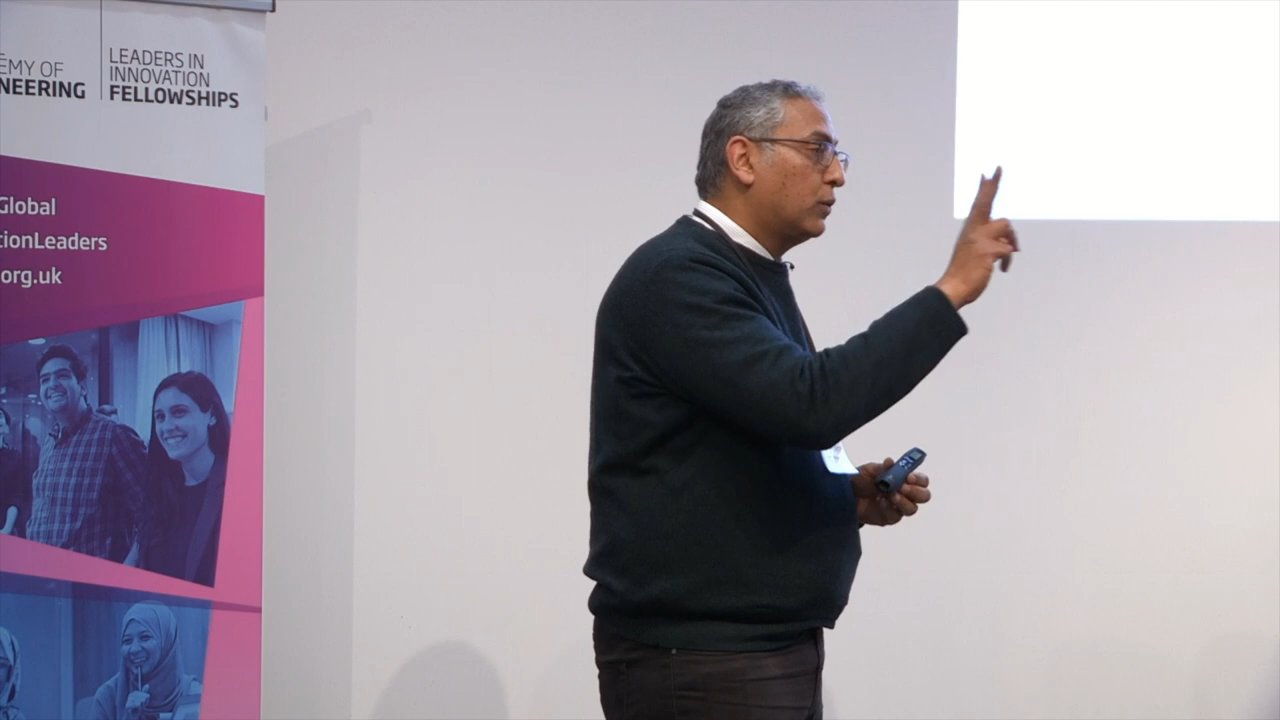 EMY OF
NEERING
LEADERS IN
INNOVATION
FELLOWSHIPS
Global
tionLeaders
org.uk